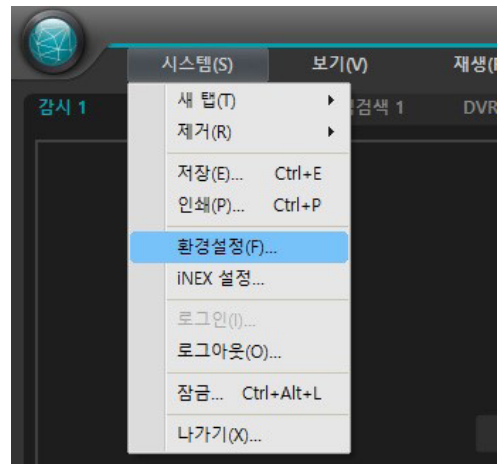 시스템(S) 보기(V) 재생(
감시 1 검색 1 DVR
새 탭(T)
제거(R)
저장(E)... Ctrl+E
인쇄(P)... Ctrl+P
환경설정(F)...
iNEX 설정...
로그인(I)...
로그아웃(O)...
잠금... Ctrl+Alt+L
나가기(X)...